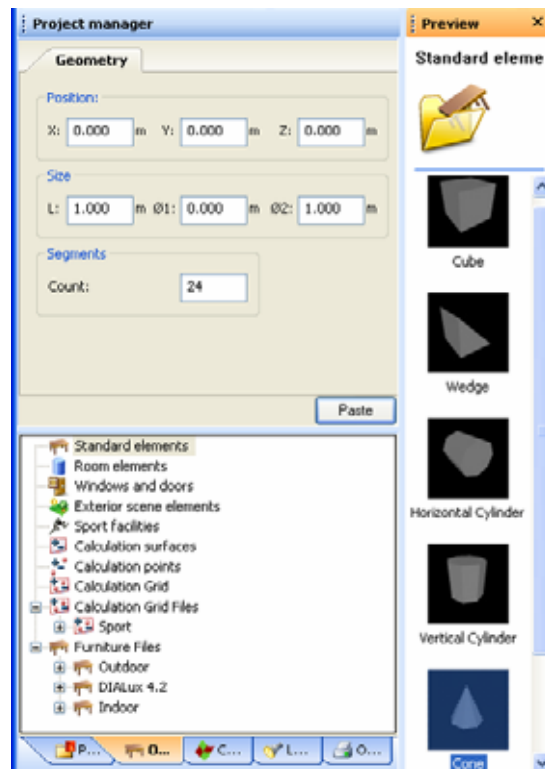 Project manager
Geometry
Position:
X: 0.000 m Y: 0.000 m Z: 0.000 m
Size
L: 1.000 m Ø1: 0.000 m Ø2: 1.000 m
Segments
Count: 24
Paste
Standard elements
Room elements
Windows and doors
Exterior scene elements
Sport facilities
Calculation surfaces
Calculation points
Calculation Grid
Calculation Grid Files
Sport
Furniture Files
Outdoor
DIALux 4.2
Indoor
P... O... C... L... O...
Preview
Standard eleme
Cube
Wedge
Horizontal Cylinder
Vertical Cylinder
Cone